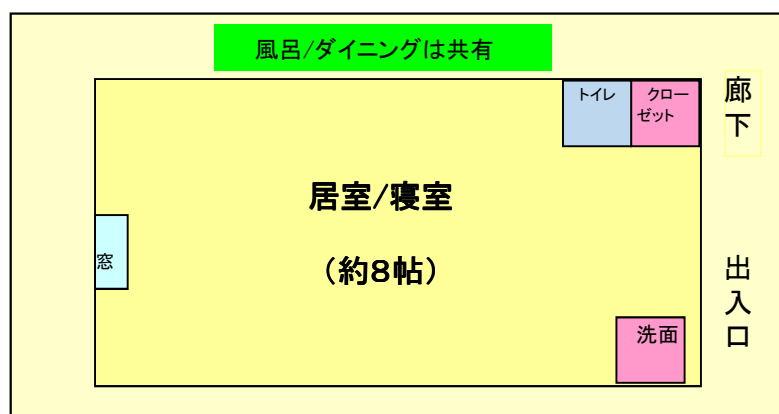 風呂/ダイニングは共有
トイレ
クロー
ゼット
廊下
居室/寝室
(約8帖)
窓
出入口
洗面